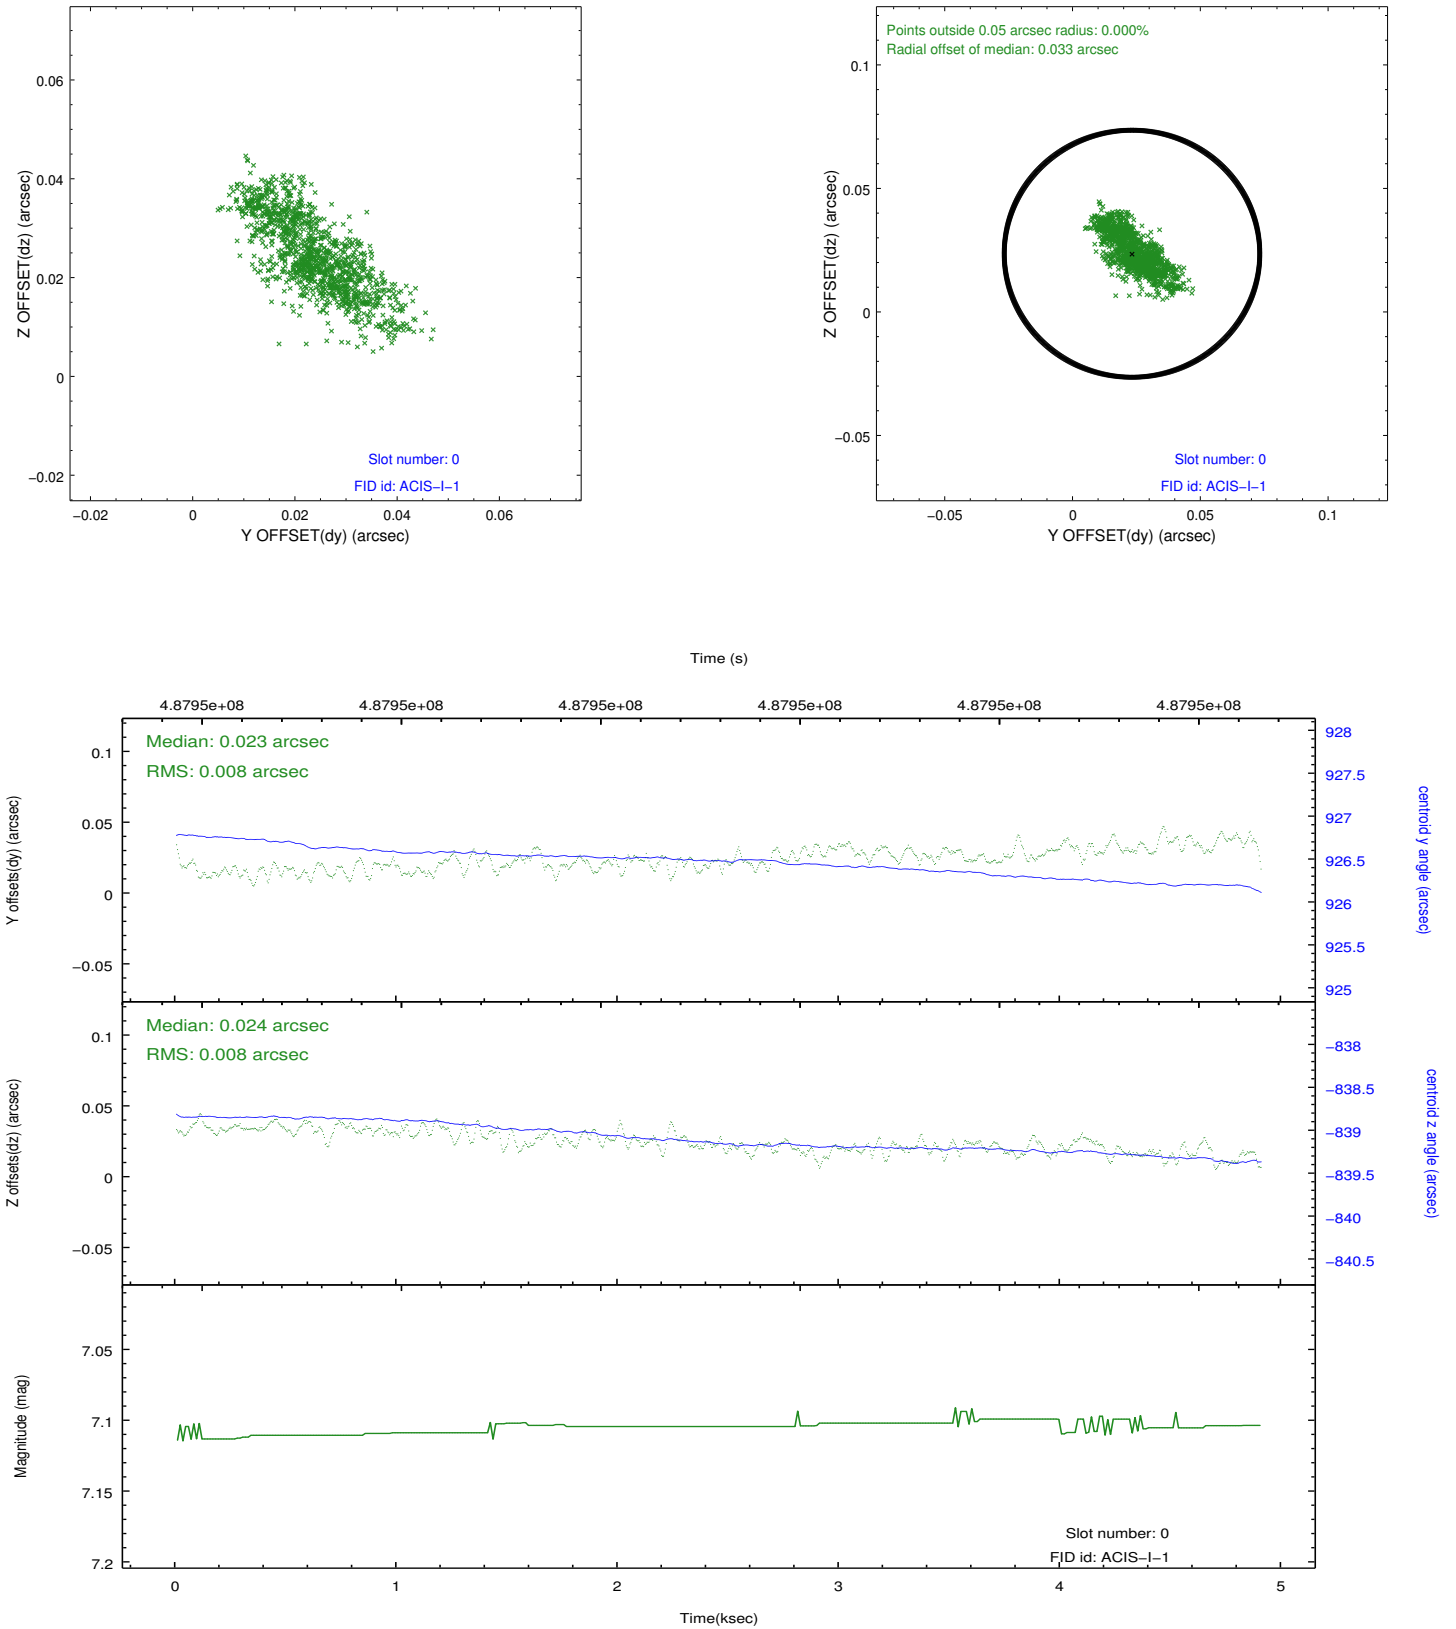 0.06
0.04
0.02
0
−0.02
−0.02
0
0.02
0.04
0.06
Z OFFSET(dz) (arcsec)
Y OFFSET(dy) (arcsec)
Slot number: 0
FID id: ACIS−I−1
Points outside 0.05 arcsec radius: 0.000%
Radial offset of median: 0.033 arcsec
0.1
0.05
0
−0.05
−0.05
0
0.05
0.1
Z OFFSET(dz) (arcsec)
Y OFFSET(dy) (arcsec)
Slot number: 0
FID id: ACIS−I−1
Time (s)
4.8795e+08
4.8795e+08
4.8795e+08
4.8795e+08
4.8795e+08
4.8795e+08
Median: 0.023 arcsec
RMS: 0.008 arcsec
0.1
0.05
0
−0.05
Y offsets(dy) (arcsec)
928
927.5
927
926.5
926
925.5
925
centroid y angle (arcsec)
Median: 0.024 arcsec
RMS: 0.008 arcsec
0.1
0.05
0
−0.05
Z offsets(dz) (arcsec)
−838
−838.5
−839
−839.5
−840
−840.5
centroid z angle (arcsec)
7.05
7.1
7.15
7.2
Magnitude (mag)
Slot number: 0
FID id: ACIS−I−1
0
1
2
3
4
5
Time(ksec)